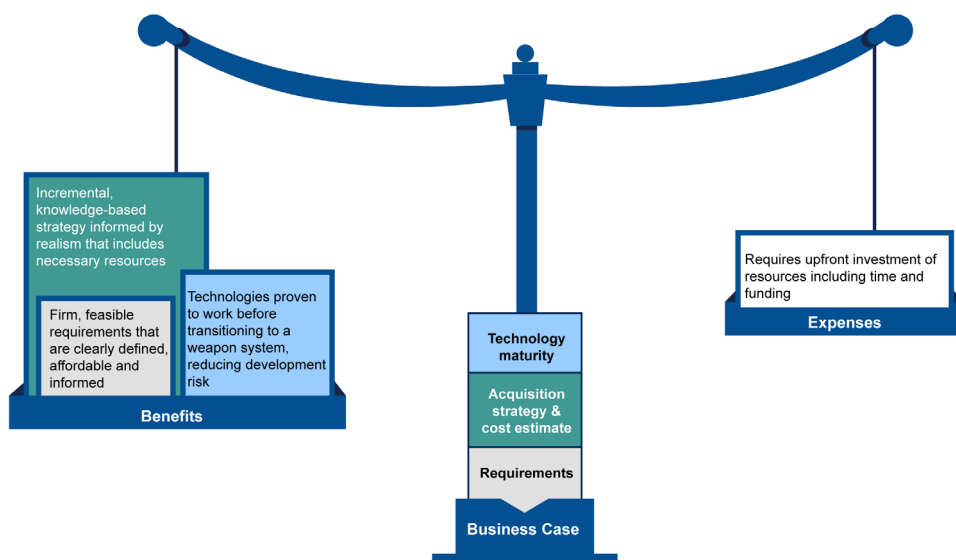 Incremental,
knowledge-based
strategy informed by
realism that includes
necessary resources
Firm, feasible
requirements that
are clearly defined,
affordable and
informed
Technologies proven
to work before
transitioning to a
weapon system,
reducing development
risk
Benefits
Technology
maturity
Acquisition
strategy &
cost estimate
Requirements
Business Case
Requires upfront investment of
resources including time and
funding
Expenses